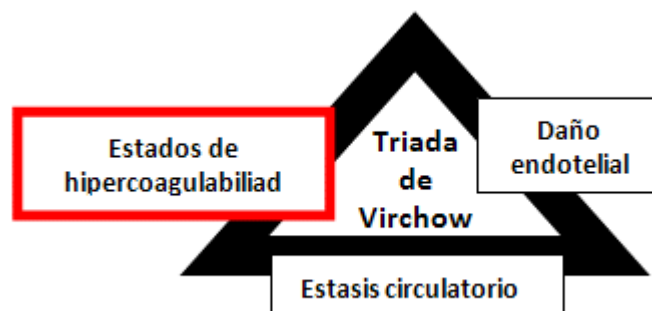 Estados de
hipercoagulabiliad
Triada
de
Virchow
Daño
endotelial
Estasis circulatorio